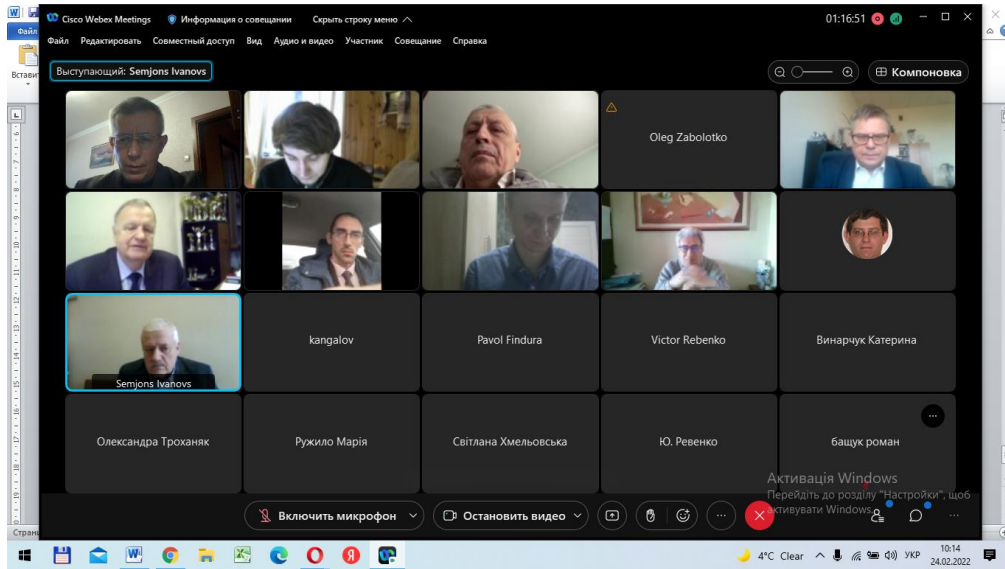 Cisco Webex Meetings Информация о совещании Скрыть строку меню
01:16:51
Файл Редактировать Совместный доступ Вид Аудио и видео Участник Совещание Справка
Выступающий: Semjons Ivanovs
Компоновка
Oleg Zabolotko
Semjons Ivanovs
kangalov
Pavol Findura
Victor Rebenko
Винарчук Катерина
Олександра Троханяк
Ружило Марія
Світлана Хмельовська
Ю. Ревенко
бащук роман
Активація Windows
Перейдіть до розділу "Настройки", щоб
активувати Windows.
Включить микрофон
Остановить видео
4°C Clear
УКР
10:14
24.02.2022